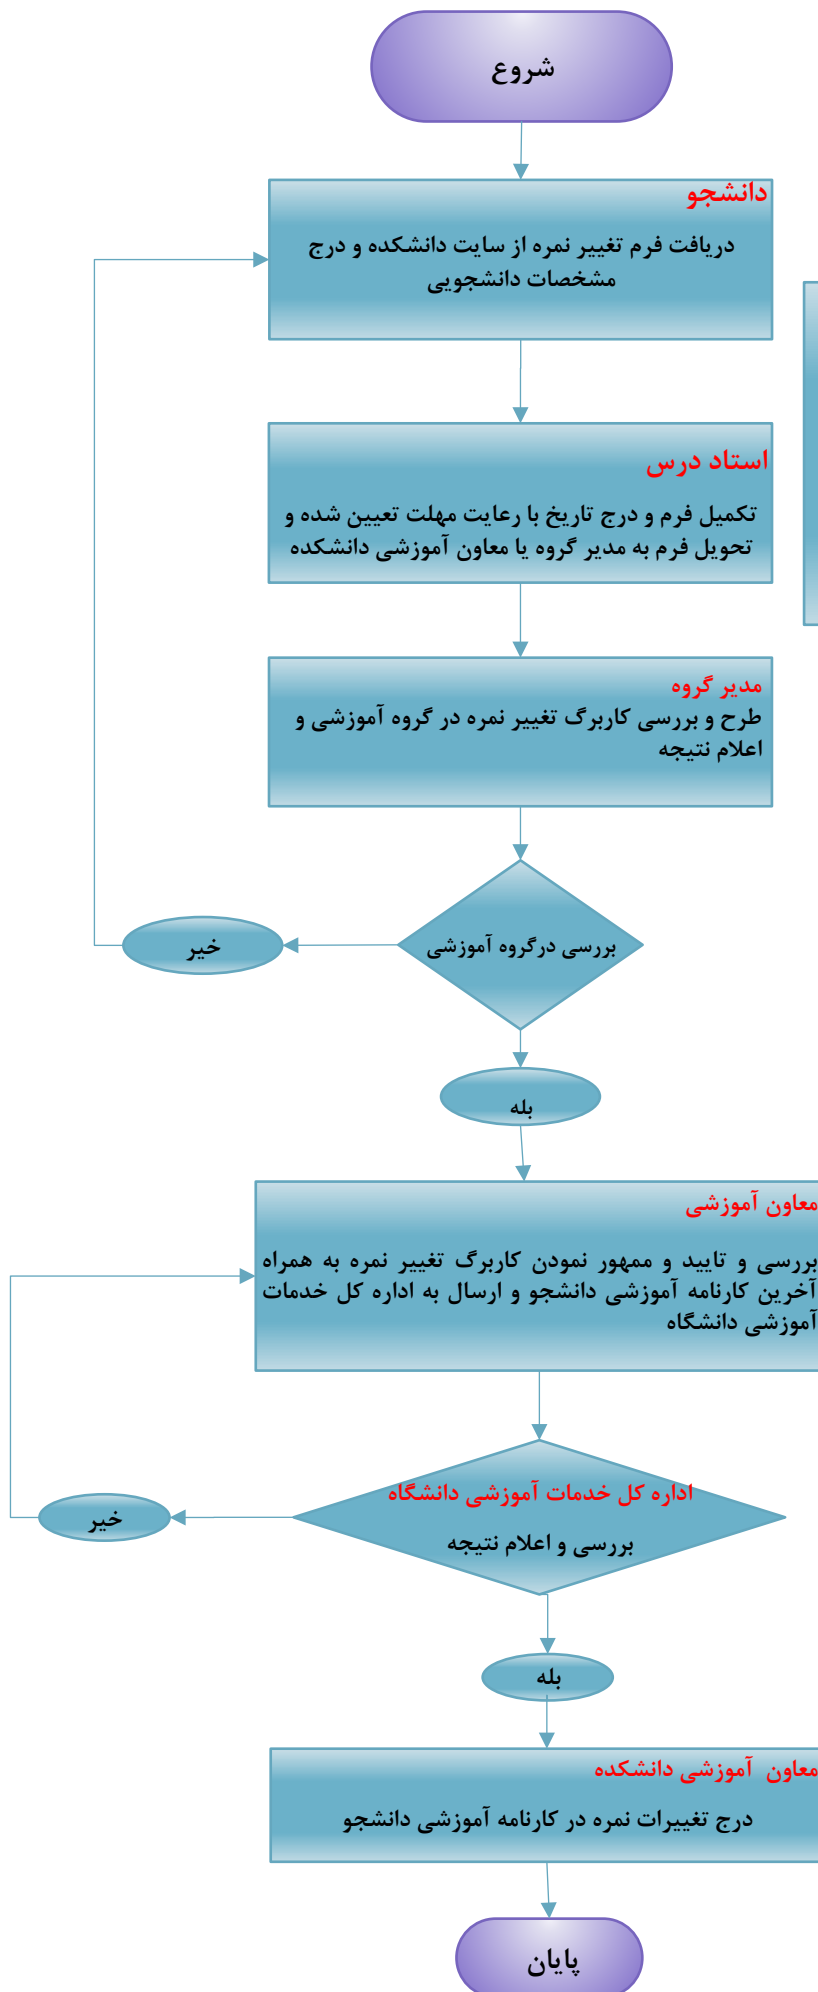 شروع
دانشجو
دریافت فرم تغییر نمره از سایت دانشکده و درج
مشخصات دانشجویی
استاد درس
تکمیل فرم و درج تاریخ با رعایت مهلت تعیین شده و
تحویل فرم به مدیر گروه یا معاون آموزشی دانشکده
مدیر گروه
طرح و بررسی کاربرگ تغییر نمره در گروه آموزشی و
اعلام نتیجه
بررسی درگروه آموزشی
خیر
بله
معاون آموزشی
بررسی و تایید و ممهور نمودن کاربرگ تغییر نمره به همراه
آخرین کارنامه آموزشی دانشجو و ارسال به اداره کل خدمات
آموزشی دانشگاه
اداره کل خدمات آموزشی دانشگاه
بررسی و اعلام نتیجه
خیر
بله
معاون آموزشی دانشکده
درج تغییرات نمره در کارنامه آموزشی دانشجو
پایان